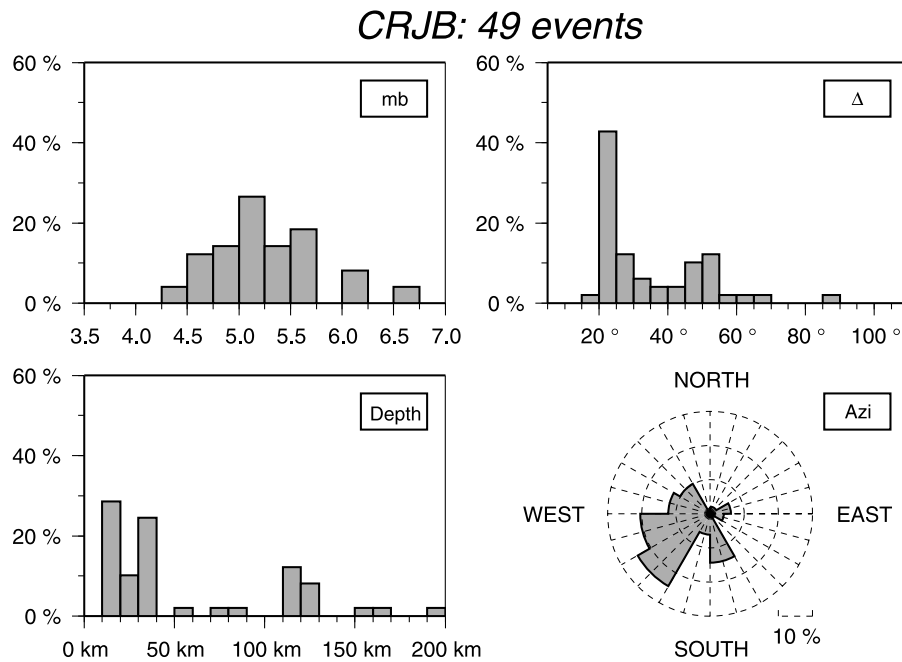 CRJB: 49 events
60 %
40 %
20 %
0 %
mb
3.5 4.0 4.5 5.0 5.5 6.0 6.5 7.0
60 %
40 %
20 %
0 %
Δ
20 ° 40 ° 60 ° 80 ° 100 °
60 %
40 %
20 %
0 %
Depth
0 km 50 km 100 km 150 km 200 km
NORTH
Azi
WEST EAST
SOUTH
10 %